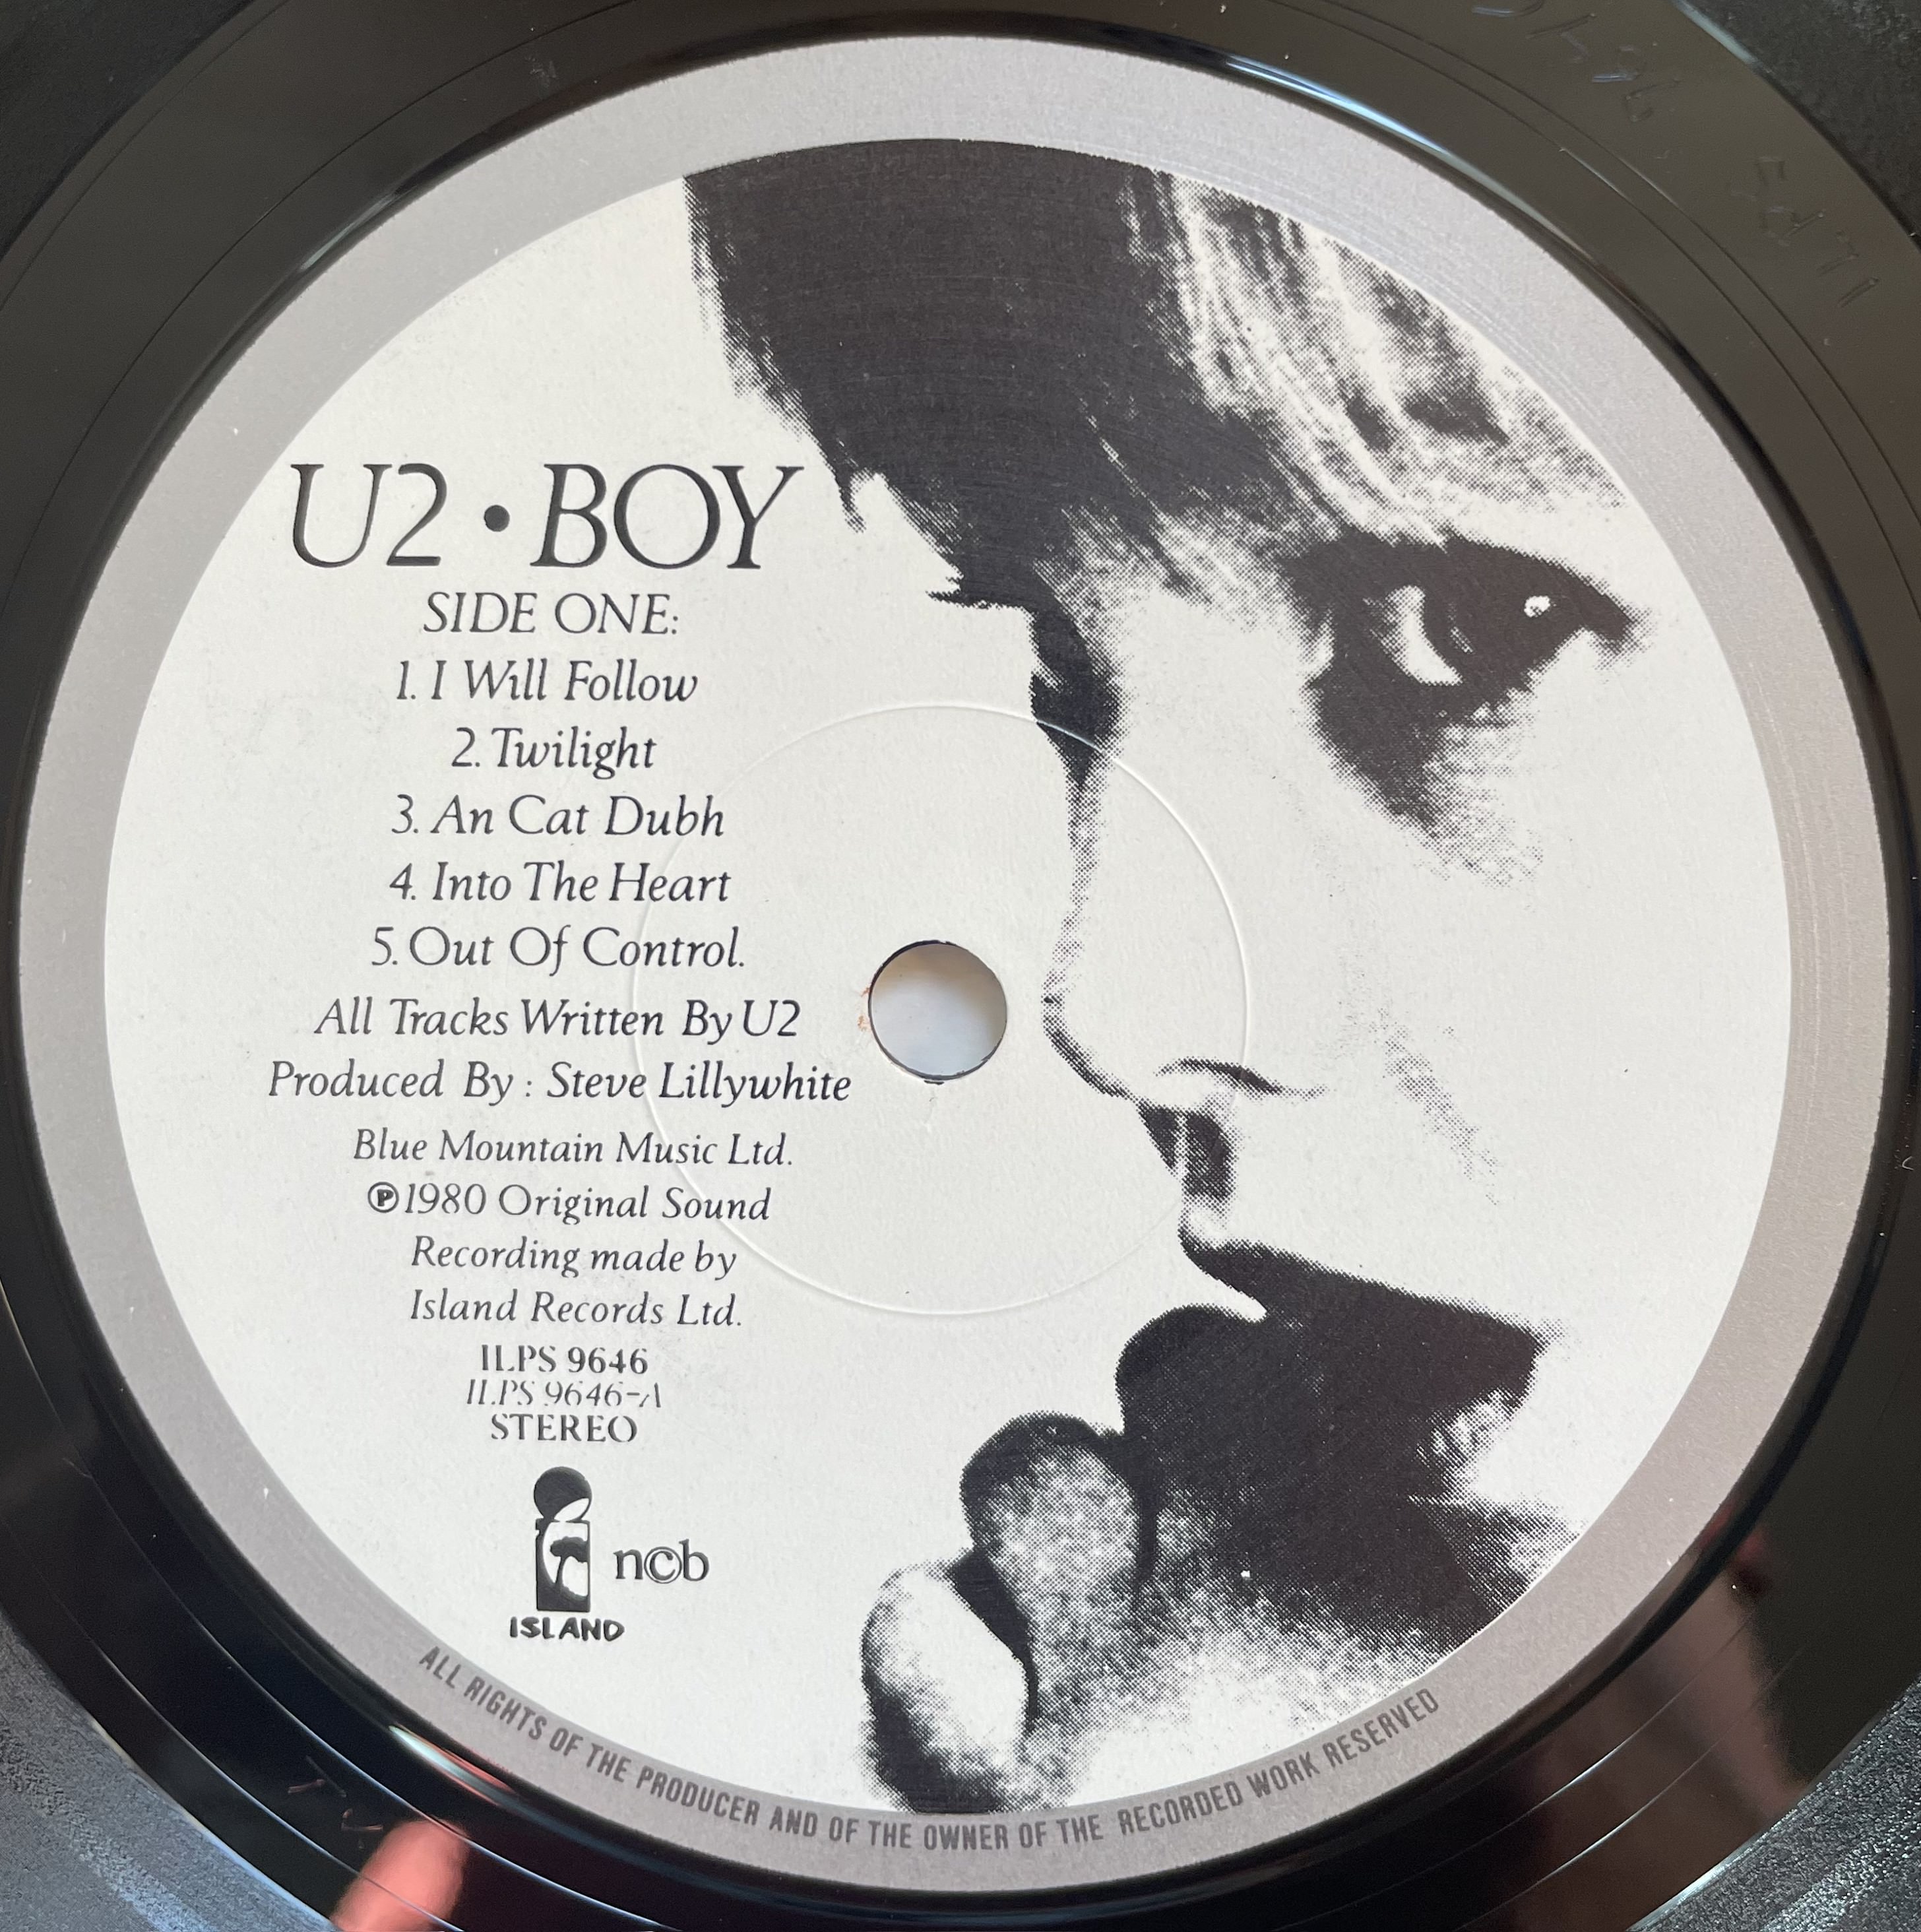 U2 • BOY
SIDE ONE:
1. I Will Follow
2. Twilight
3. An Cat Dubh
4. Into The Heart
5. Out Of Control.
All Tracks Written By U2
Produced By : Steve Lillywhite
Blue Mountain Music Ltd.
℗1980 Original Sound
Recording made by
Island Records Ltd.
ILPS 9646
ILPS 9646-A
STEREO
n©b
ISLAND
ALL RIGHTS OF THE PRODUCER AND OF THE OWNER OF THE RECORDED WORK RESERVED